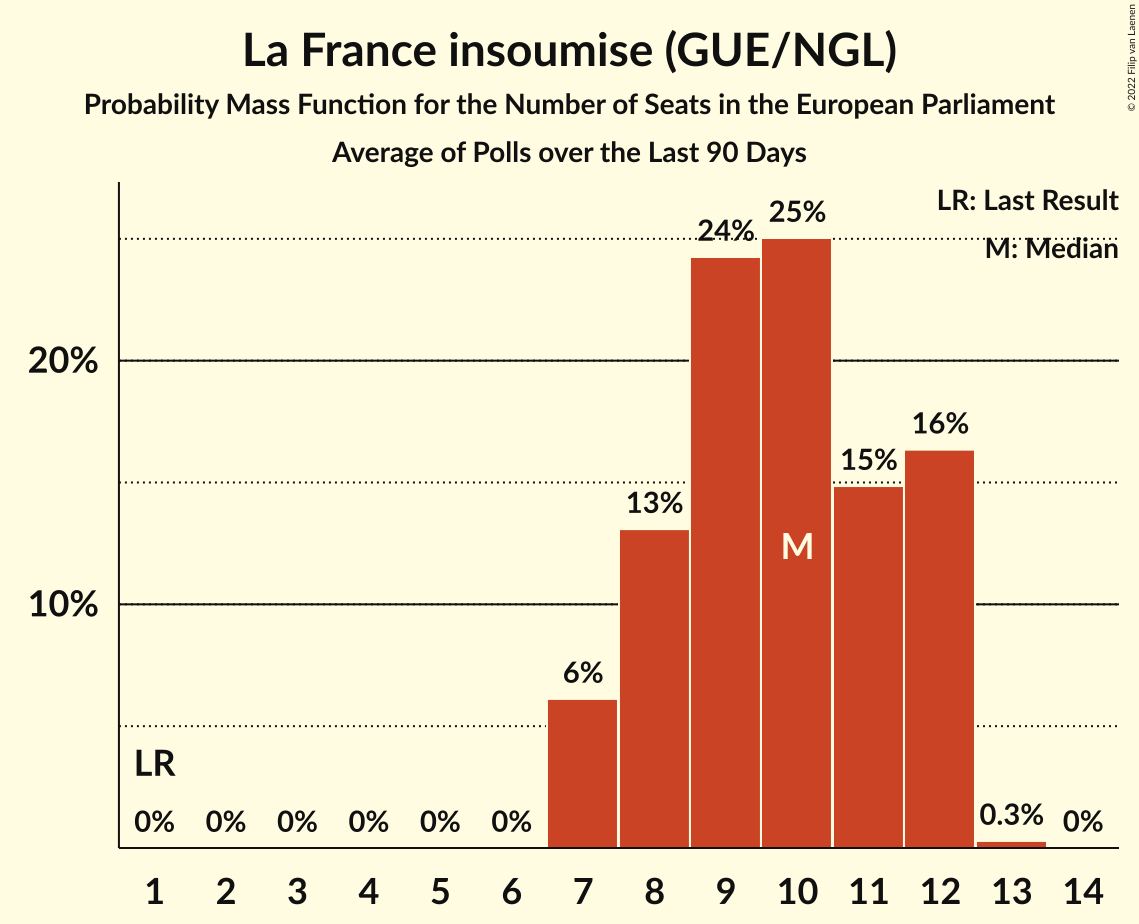 La France insoumise (GUE/NGL)
Probability Mass Function for the Number of Seats in the European Parliament
Average of Polls over the Last 90 Days
© 2022 Filip van Laenen
LR: Last Result
M: Median
20%
10%
LR
0%
0%
0%
0%
0%
0%
6%
13%
24%
25%
M
15%
16%
0.3%
0%
1 2 3 4 5 6 7 8 9 10 11 12 13 14